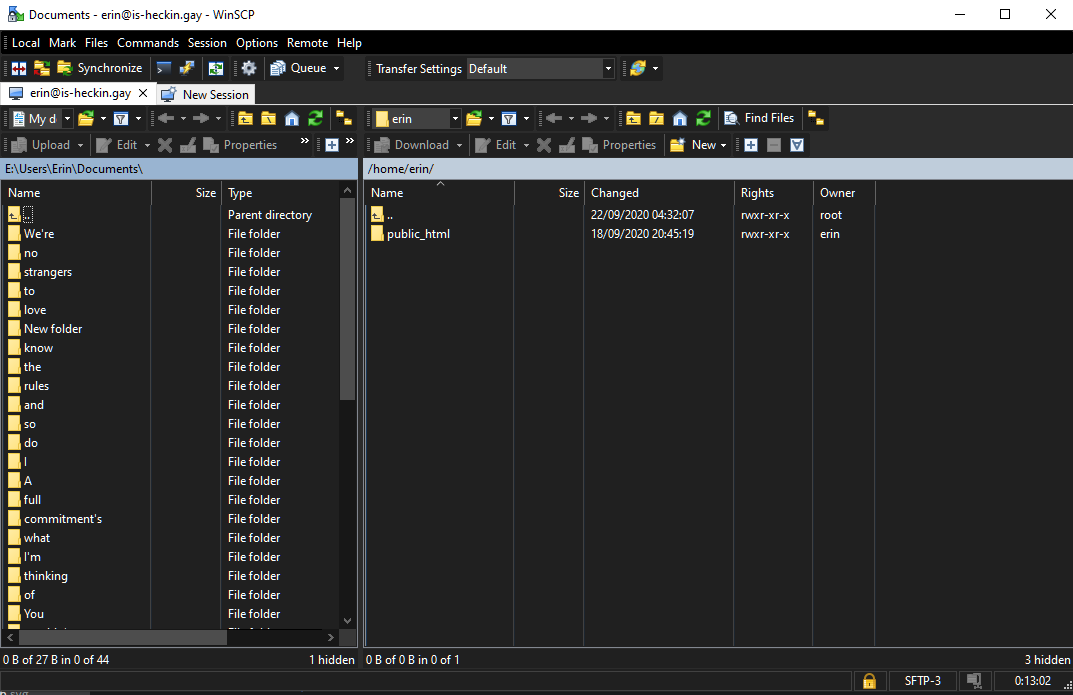 Documents - erin@is-heckin.gay - WinSCP
Local Mark Files Commands Session Options Remote Help
Synchronize Queue Transfer Settings Default
erin@is-heckin.gay New Session
My d erin Find Files
Upload Edit Properties » » Download Edit Properties New
E:\Users\Erin\Documents\ /home/erin/
Name Size Type Name Size Changed Rights Owner
.. Parent directory .. 22/09/2020 04:32:07 rwxr-xr-x root
We're File folder public_html 18/09/2020 20:45:19 rwxr-xr-x erin
no File folder
strangers File folder
to File folder
love File folder
New folder File folder
know File folder
the File folder
rules File folder
and File folder
so File folder
do File folder
I File folder
A File folder
full File folder
commitment's File folder
what File folder
I'm File folder
thinking File folder
of File folder
You File folder
0 B of 27 B in 0 of 44 1 hidden 0 B of 0 B in 0 of 1 3 hidden
SFTP-3 0:13:02